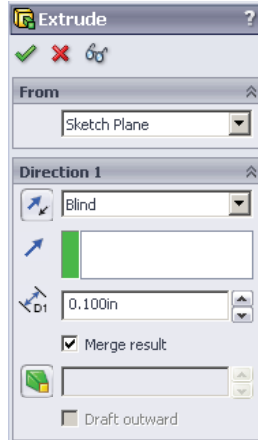 Extrude ?
From
Sketch Plane
Direction 1
Blind
D1 0.100in
Merge result
Draft outward